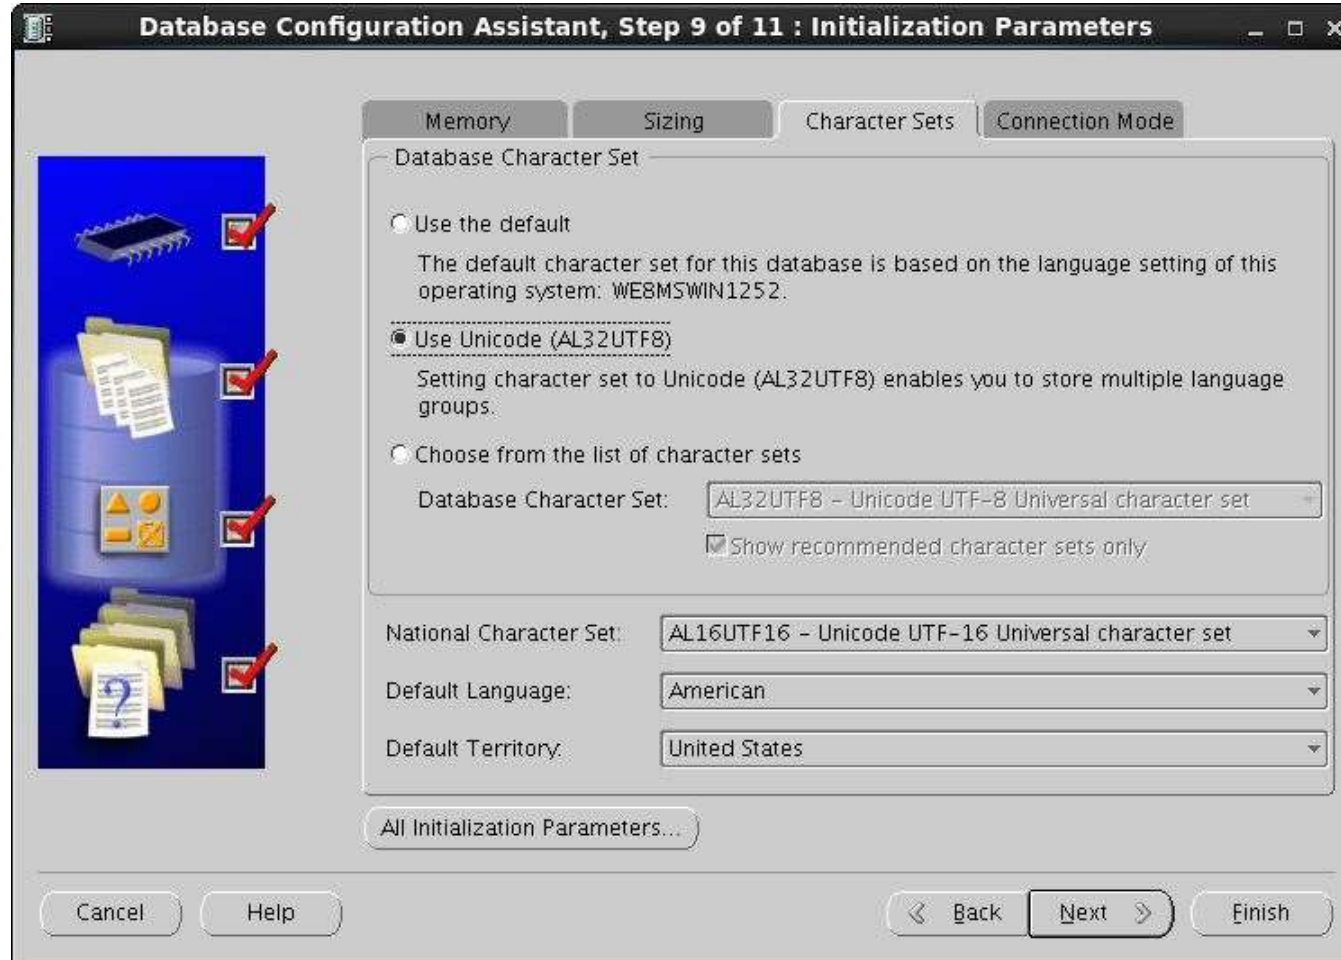 Database Configuration Assistant, Step 9 of 11 : Initialization Parameters
Memory
Sizing
Character Sets
Connection Mode
Database Character Set
Use the default
The default character set for this database is based on the language setting of this
operating system: WE8MSWIN1252.
Use Unicode (AL32UTF8)
Setting character set to Unicode (AL32UTF8) enables you to store multiple language
groups.
Choose from the list of character sets
Database Character Set:
AL32UTF8 - Unicode UTF-8 Universal character set
Show recommended character sets only
National Character Set:
AL16UTF16 - Unicode UTF-16 Universal character set
Default Language:
American
Default Territory:
United States
?
All Initialization Parameters...
Cancel
Help
Back
Next
Finish